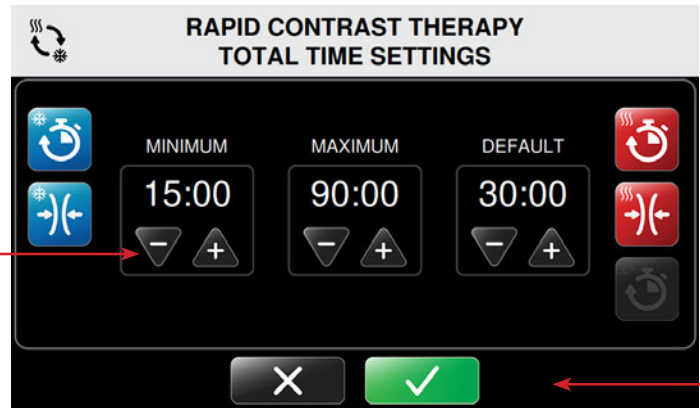 RAPID CONTRAST THERAPY
TOTAL TIME SETTINGS
MINIMUM MAXIMUM DEFAULT
15:00 90:00 30:00